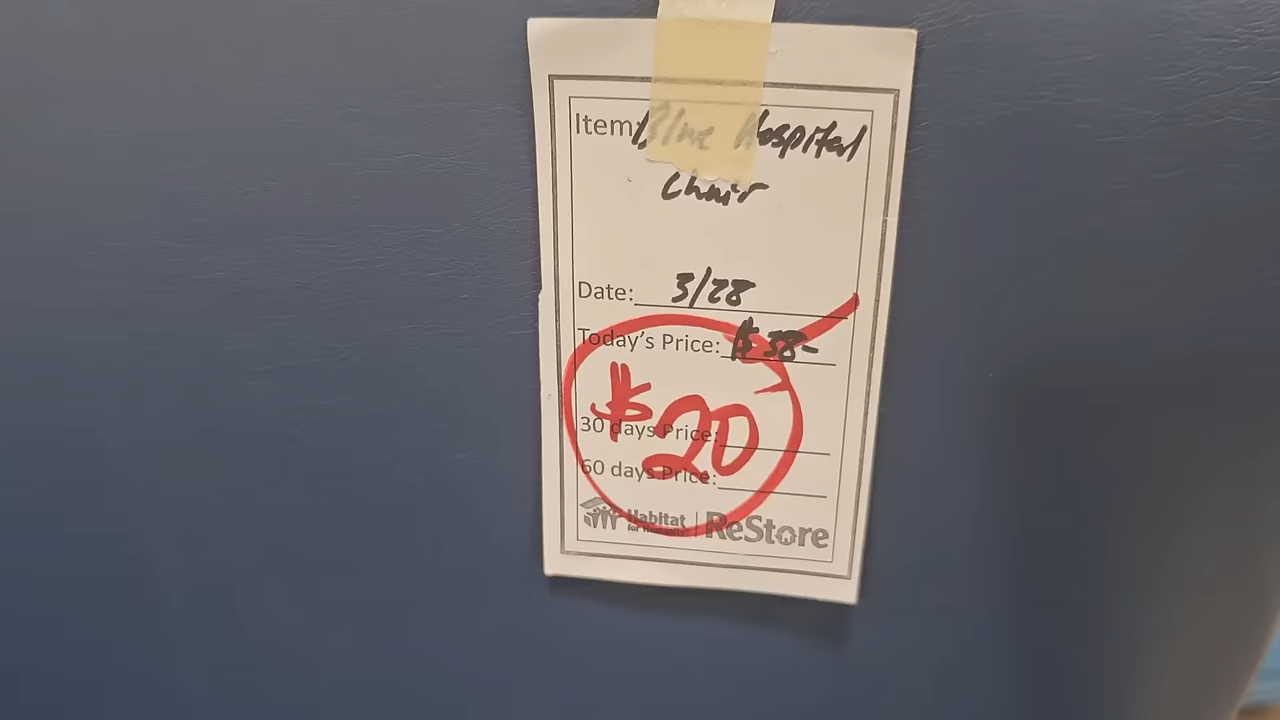 Item: Blue Hospital
Chair
Date: 3/28
Today's Price: $38-
$20
30 days Price:
60 days Price:
Habitat for Humanity | ReStore